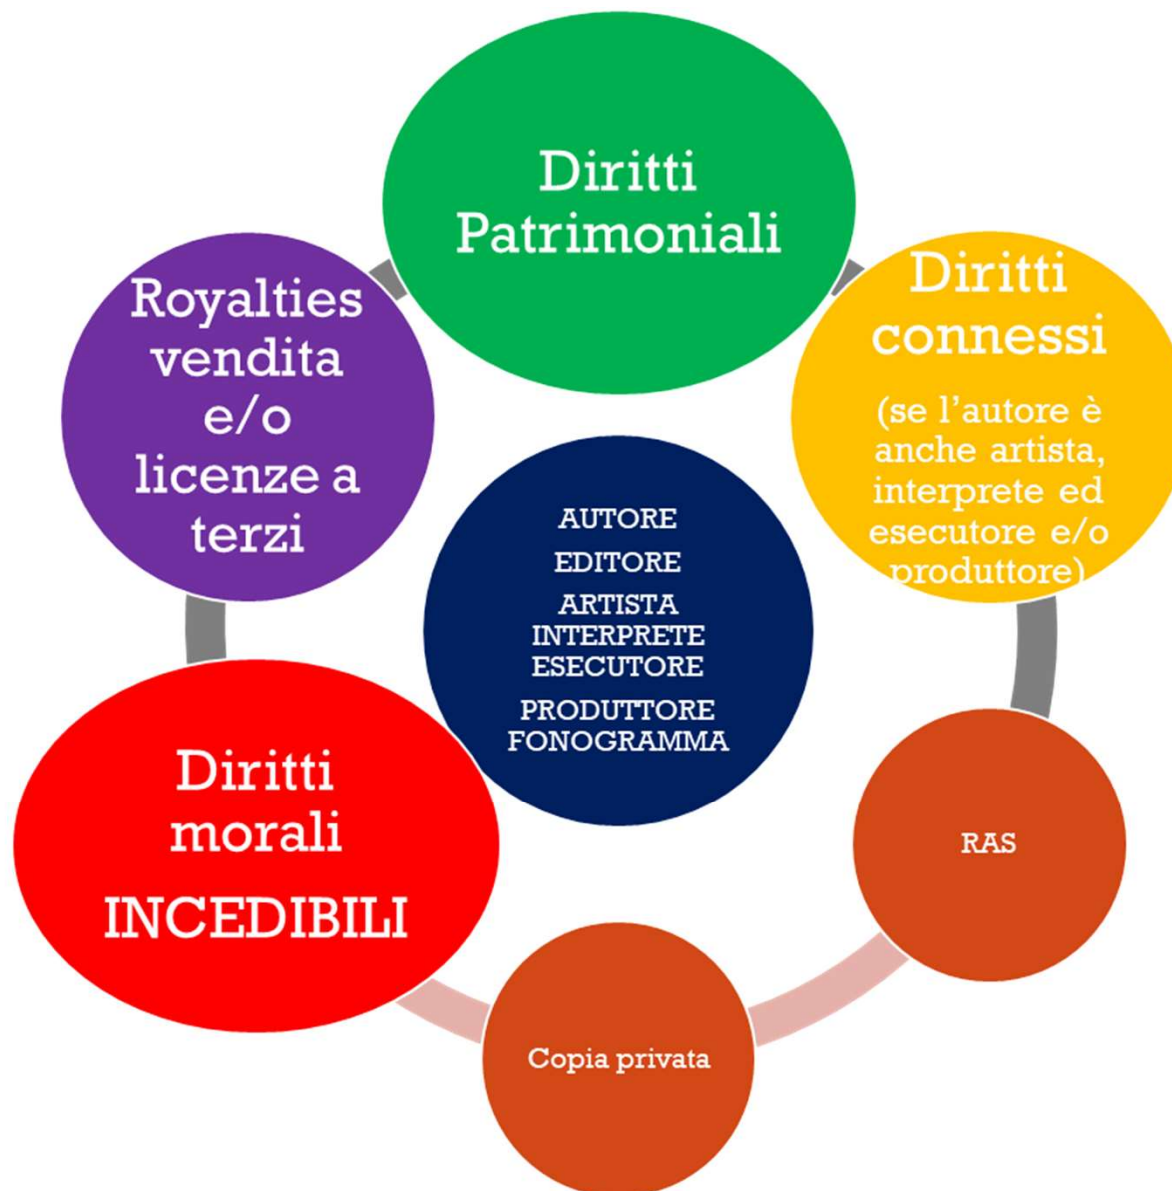 Diritti
Patrimoniali
Royalties
vendita
e/o
licenze a
terzi
Diritti
connessi
(se l’autore è
anche artista,
interprete ed
esecutore e/o
produttore)
AUTORE
EDITORE
ARTISTA
INTERPRETE
ESECUTORE
PRODUTTORE
FONOGRAMMA
Diritti
morali
INCEDIBILI
RAS
Copia privata